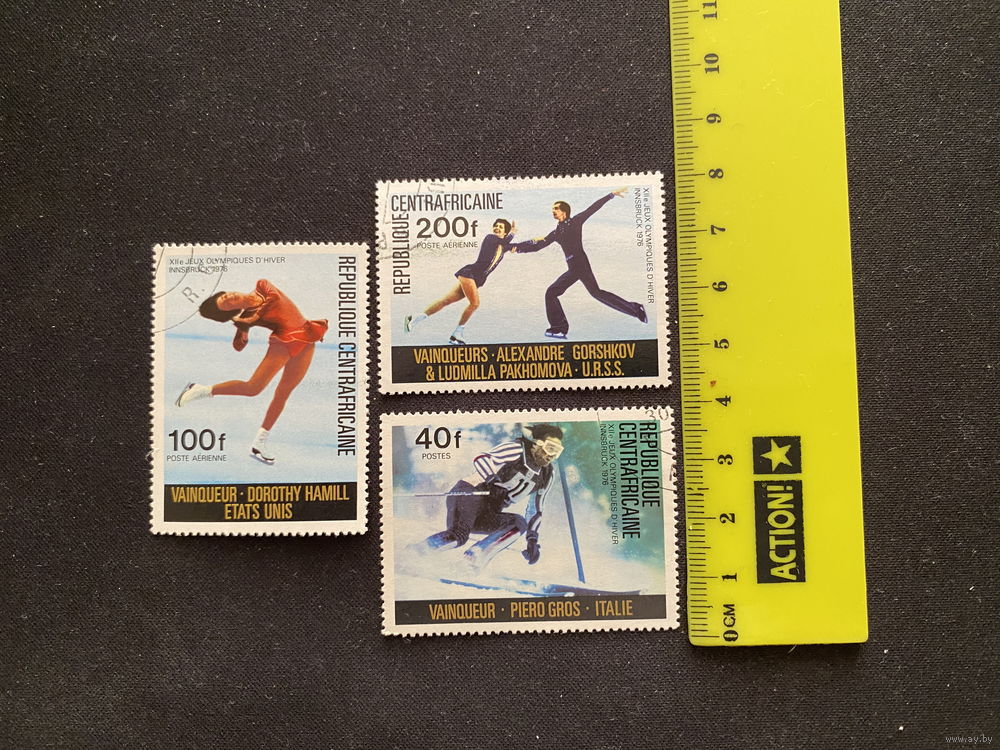 XIIe JEUX OLYMPIQUES D'HIVER
INNSBRUCK 1976
REPUBLIQUE CENTRAFRICAINE
100f
POSTE AÉRIENNE
VAINQUEUR · DOROTHY HAMILL
ETATS UNIS
REPUBLIQUE
CENTRAFRICAINE
200f
POSTE AÉRIENNE
XIIe JEUX OLYMPIQUES D'HIVER
INNSBRUCK 1976
VAINQUEURS · ALEXANDRE GORSHKOV
& LUDMILLA PAKHOMOVA · U.R.S.S.
40f
POSTES
REPUBLIQUE
CENTRAFRICAINE
XIIe JEUX OLYMPIQUES D'HIVER
INNSBRUCK 1976
VAINQUEUR · PIERO GROS · ITALIE
11
10
9
8
7
6
5
4
3
2
1
0 CM
ACTION!
www.ay.by